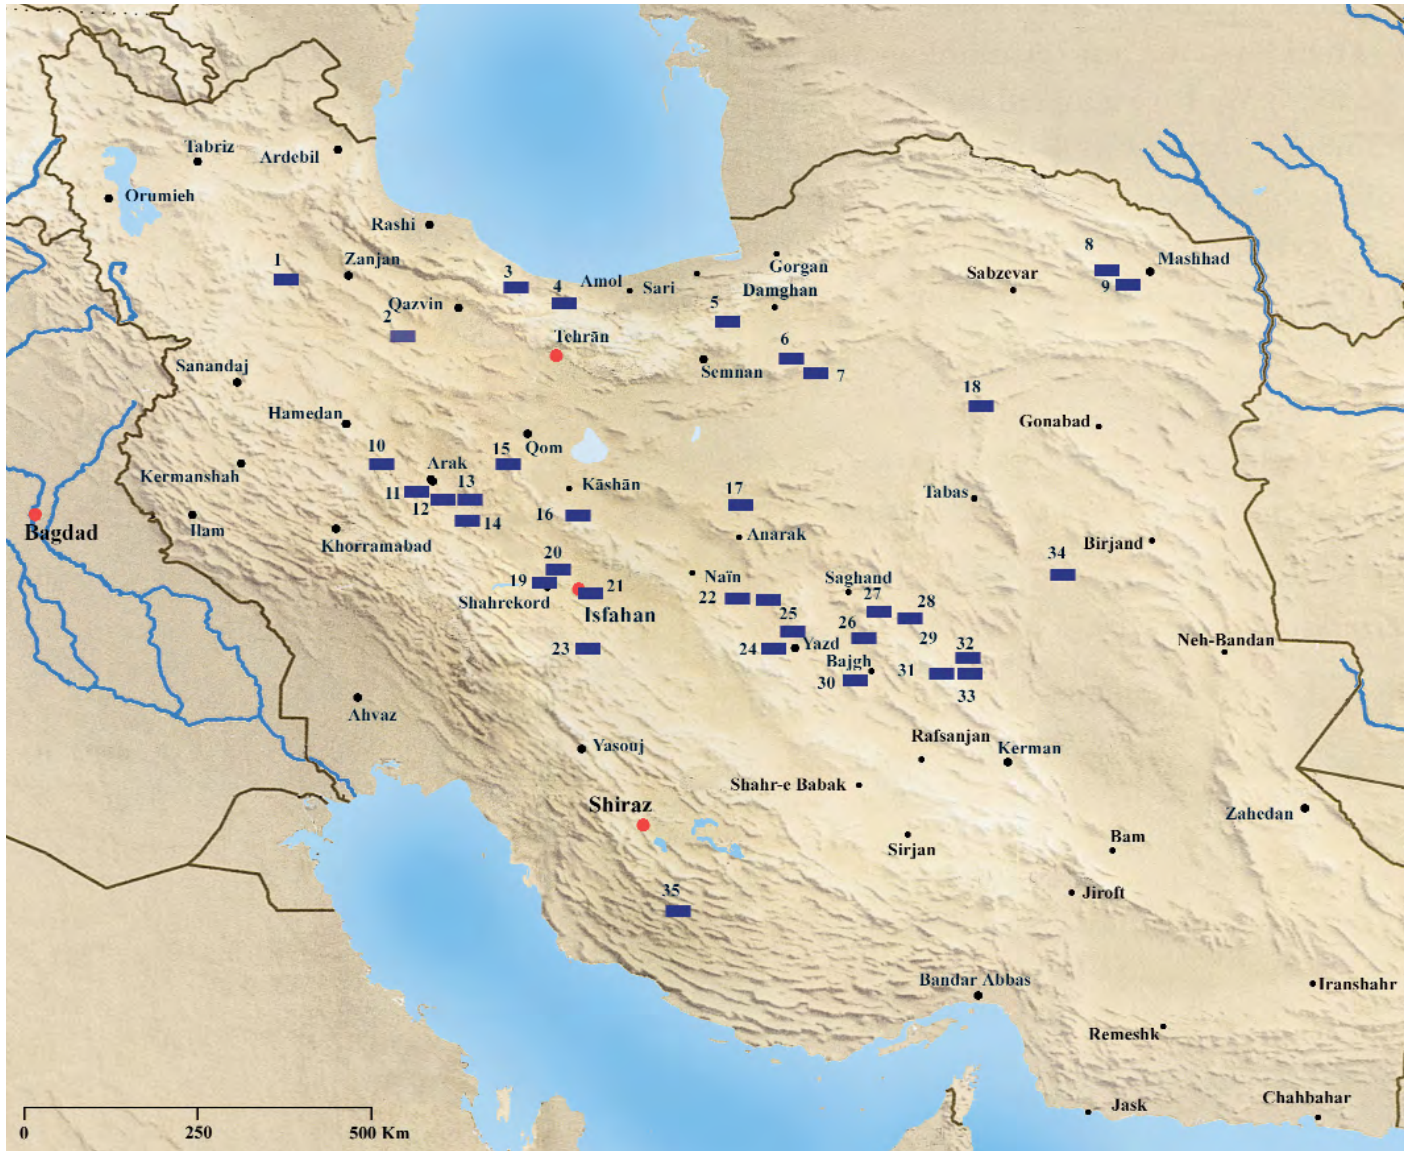 Tabriz
Ardebil
Orumieh
Rashi
1
Zanjan
3
4
Amol
Sari
Gorgan
8
Mashhad
Sabzevar
9
Qazvin
2
Damghan
5
Tehrān
6
Semnan
7
Sanandaj
18
Hamedan
Gonabad
10
15
Qom
Kermanshah
Arak
13
Kāshān
17
Tabas
11
12
14
16
Bagdad
Ilam
Khorramabad
Anarak
Birjand
34
20
19
21
Shahrekord
Isfahan
Naïn
22
Saghand
27
28
25
26
29
23
24
Yazd
Bajgh
30
31
32
33
Neh-Bandan
Ahvaz
Yasouj
Rafsanjan
Kerman
Shahr-e Babak
Shiraz
Zahedan
Sirjan
Bam
35
Jiroft
Bandar Abbas
Iranshahr
Remeshk
Jask
Chahbahar
0
250
500 Km